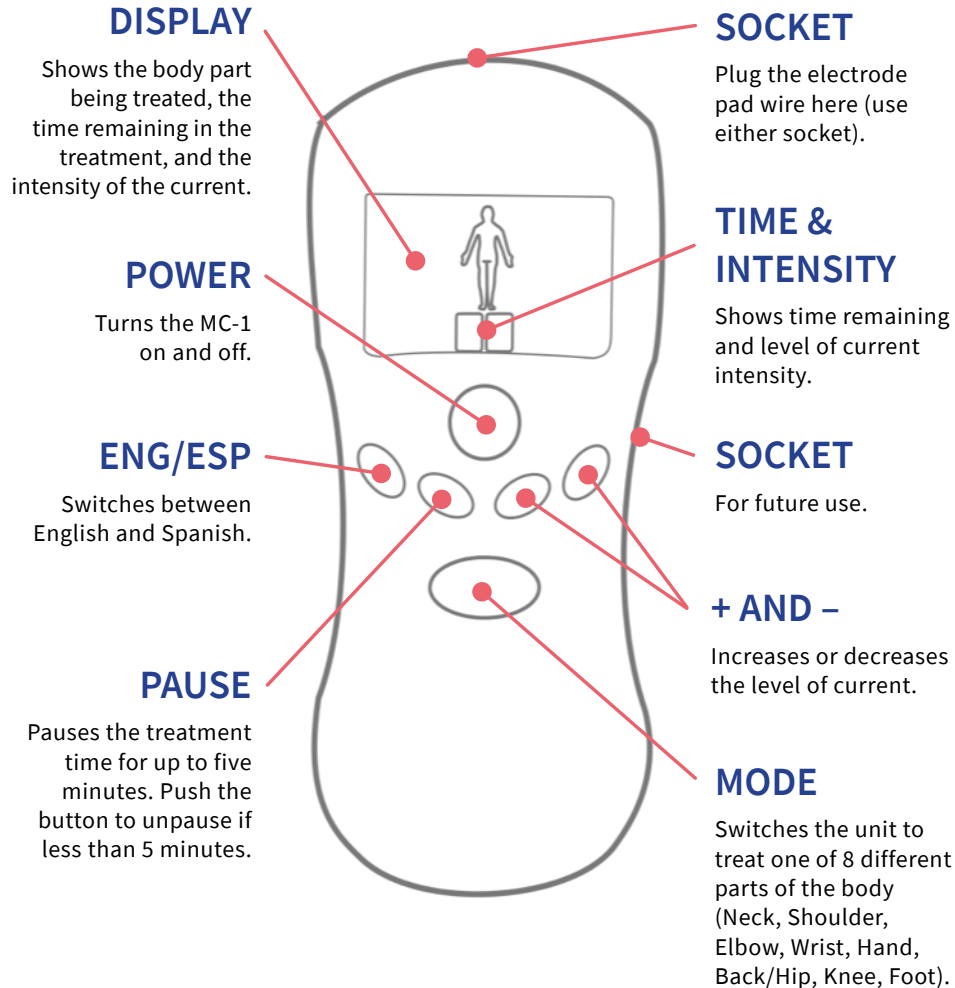 DISPLAY
Shows the body part
being treated, the
time remaining in the
treatment, and the
intensity of the current.
POWER
Turns the MC-1
on and off.
ENG/ESP
Switches between
English and Spanish.
PAUSE
Pauses the treatment
time for up to five
minutes. Push the
button to unpause if
less than 5 minutes.
SOCKET
Plug the electrode
pad wire here (use
either socket).
TIME &
INTENSITY
Shows time remaining
and level of current
intensity.
SOCKET
For future use.
+ AND –
Increases or decreases
the level of current.
MODE
Switches the unit to
treat one of 8 different
parts of the body
(Neck, Shoulder,
Elbow, Wrist, Hand,
Back/Hip, Knee, Foot).